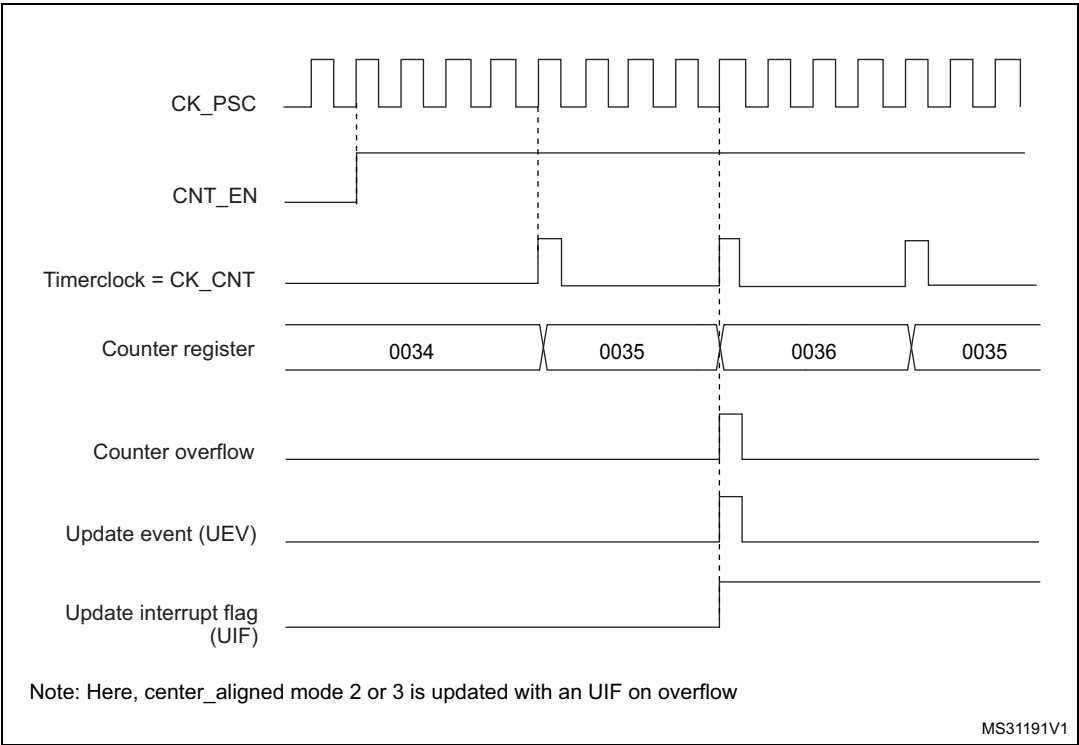 CK_PSC
CNT_EN
Timerclock = CK_CNT
Counter register
0034
0035
0036
0035
Counter overflow
Update event (UEV)
Update interrupt flag
(UIF)
Note: Here, center_aligned mode 2 or 3 is updated with an UIF on overflow
MS31191V1